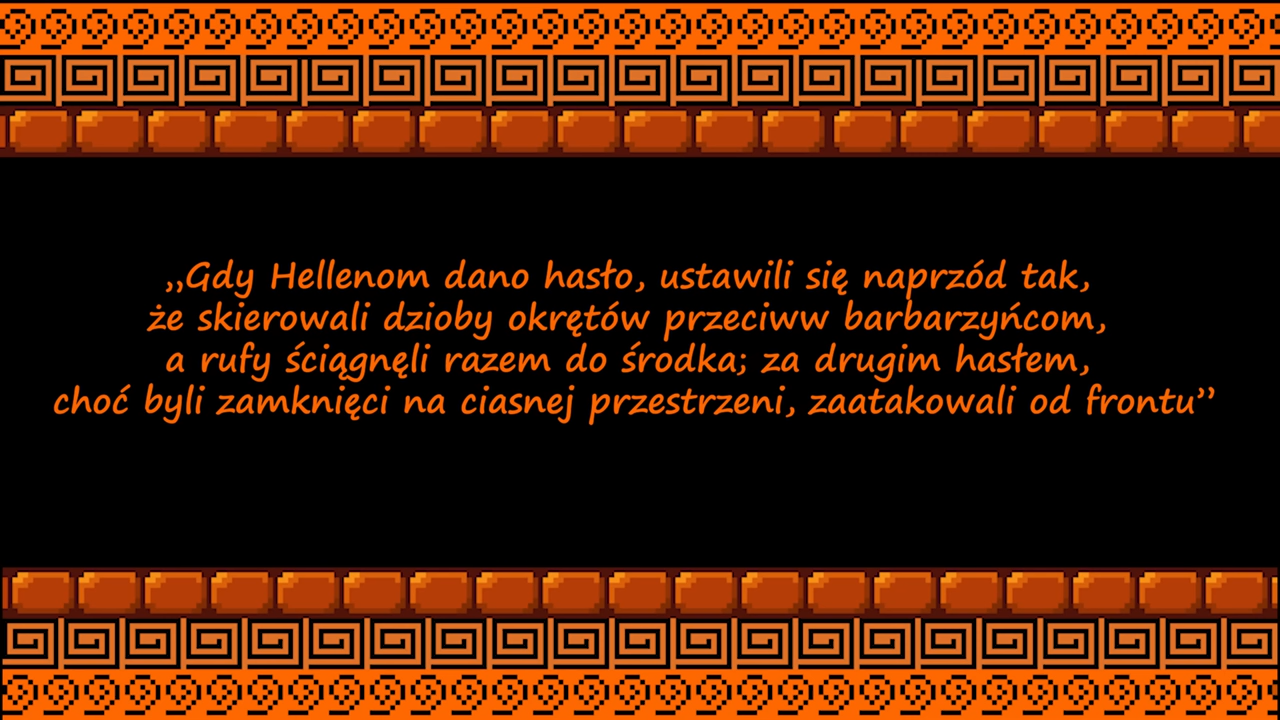 „Gdy Hellenom dano hasło, ustawili się naprzód tak,
że skierowali dzioby okrętów przeciww barbarzyńcom,
a rufy ściągnęli razem do środka; za drugim hasłem,
choć byli zamknięci na ciasnej przestrzeni, zaatakowali od frontu”